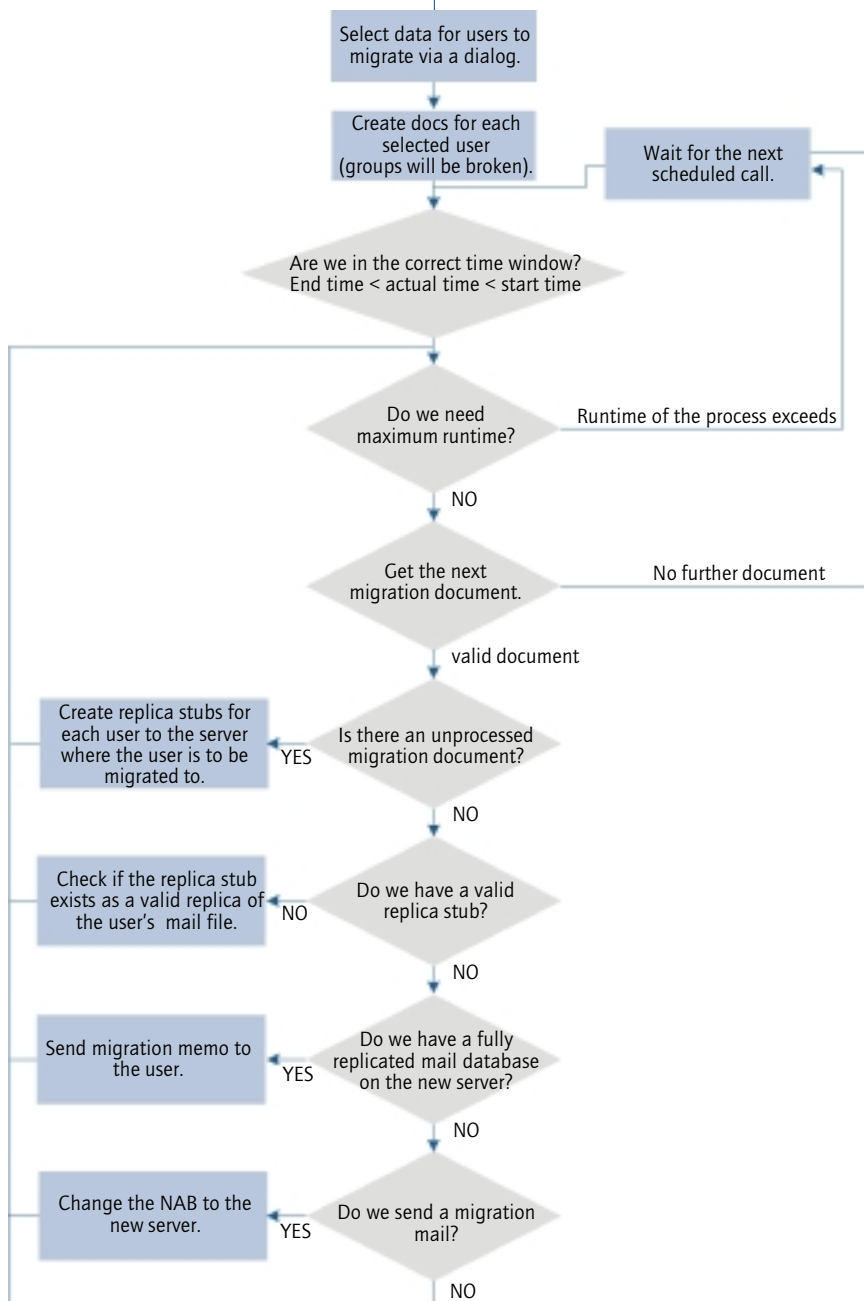 Select data for users to
migrate via a dialog.
Create docs for each
selected user
(groups will be broken).
Wait for the next
scheduled call.
Are we in the correct time window?
End time < actual time < start time
Do we need
maximum runtime?
Runtime of the process exceeds
NO
Get the next
migration document.
No further document
valid document
Create replica stubs for
each user to the server
where the user is to be
migrated to.
YES
Is there an unprocessed
migration document?
NO
Check if the replica stub
exists as a valid replica of
the user's mail file.
NO
Do we have a valid
replica stub?
NO
Send migration memo to
the user.
YES
Do we have a fully
replicated mail database
on the new server?
NO
Change the NAB to the
new server.
YES
Do we send a migration
mail?
NO